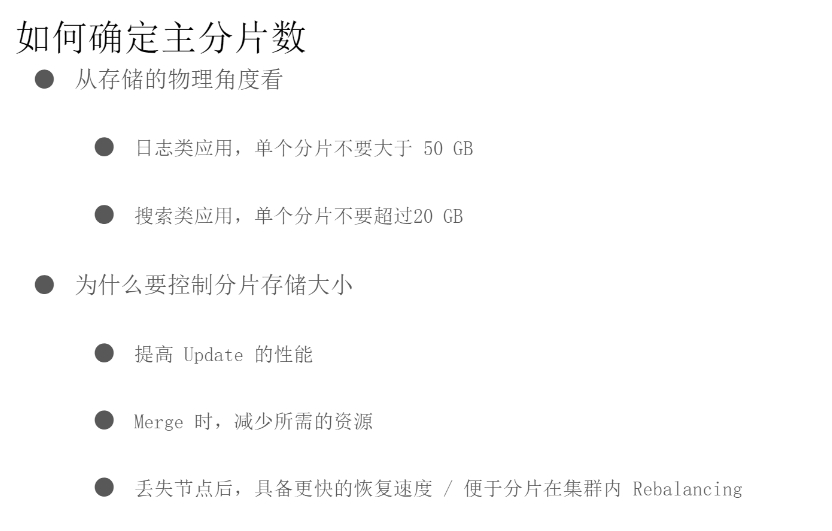 如何确定主分片数
从存储的物理角度看
日志类应用，单个分片不要大于 50 GB
搜索类应用，单个分片不要超过20 GB
为什么要控制分片存储大小
提高 Update 的性能
Merge 时，减少所需的资源
丢失节点后，具备更快的恢复速度 / 便于分片在集群内 Rebalancing